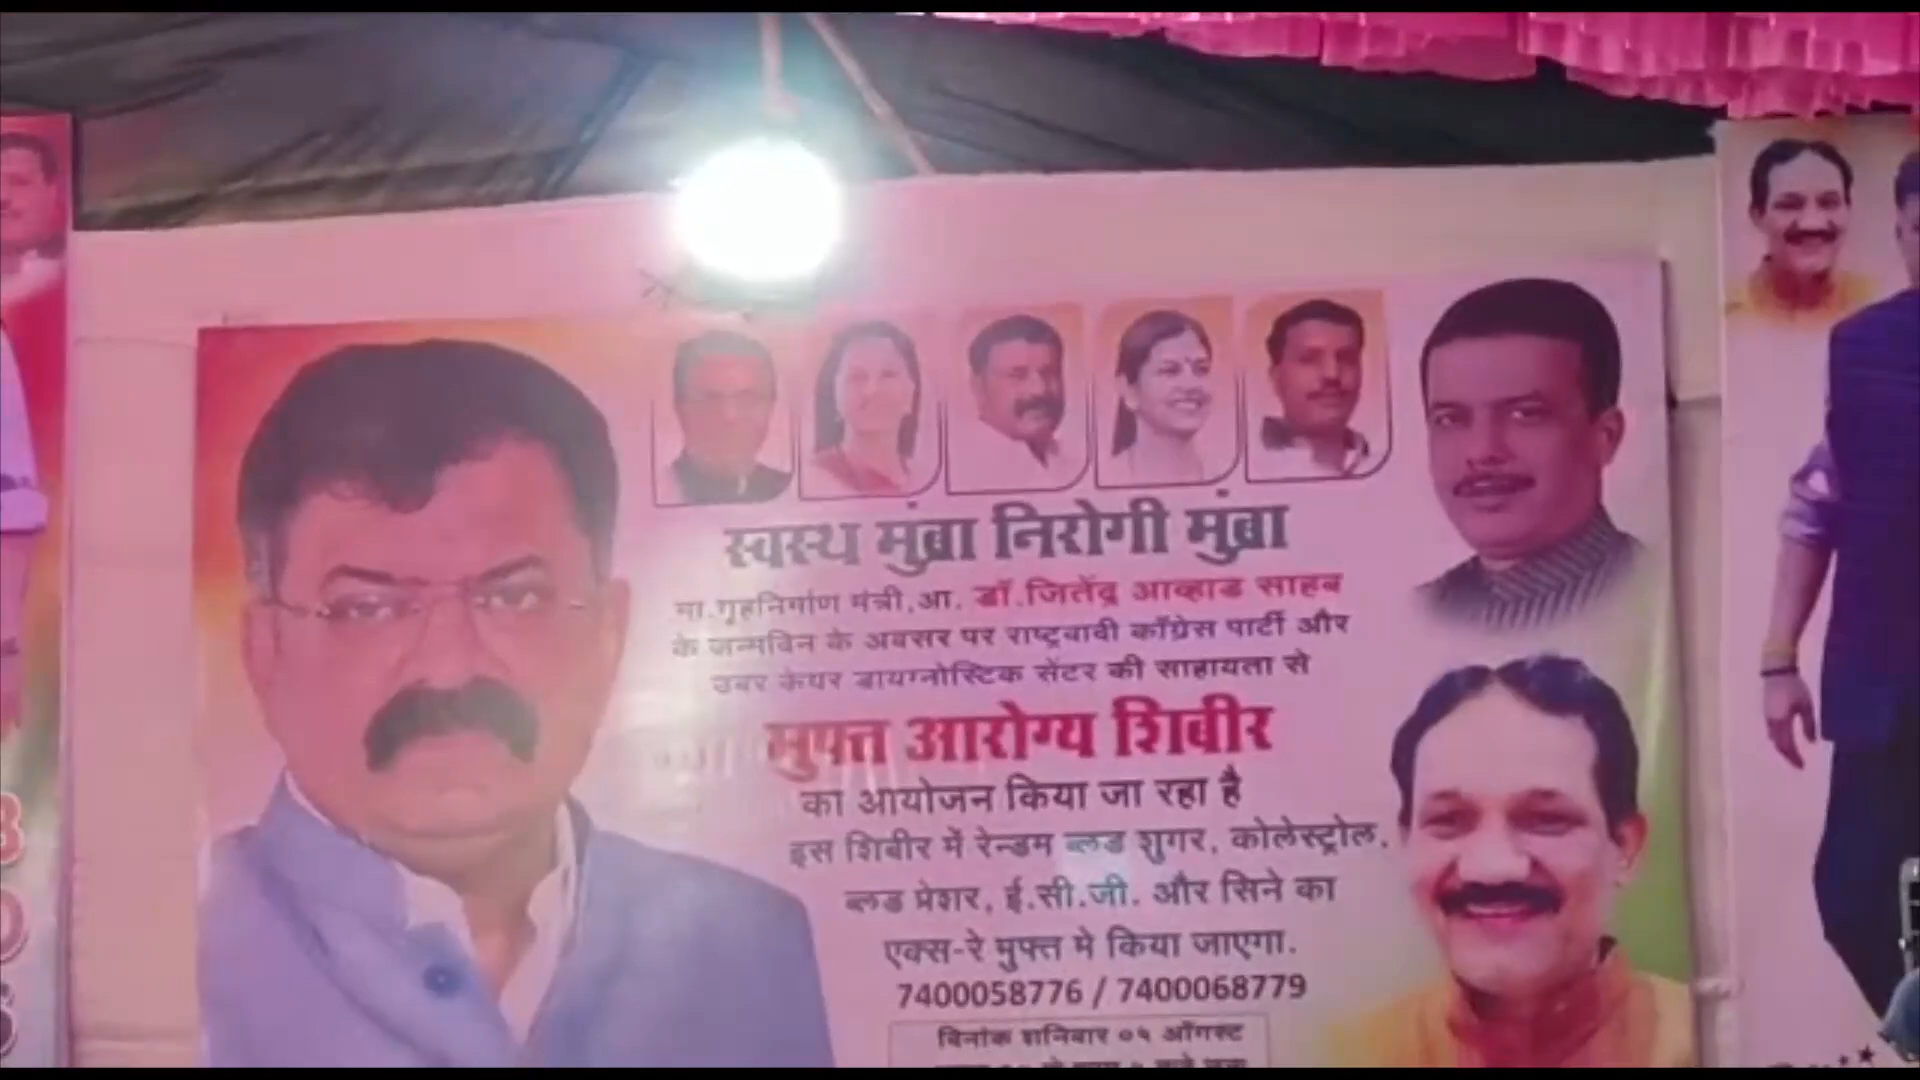 स्वस्थ मुंब्रा निरोगी मुंब्रा
मा.गृहनिर्माण मंत्री,आ. डॉ.जितेंद्र आव्हाड साहब
के जन्मदिन के अवसर पर राष्ट्रवादी काँग्रेस पार्टी और
उबर केयर डायग्नोस्टिक सेंटर की साहायता से
मुफ्त आरोग्य शिबीर
का आयोजन किया जा रहा है
इस शिबीर में रेन्डम ब्लड शुगर, कोलेस्ट्रोल,
ब्लड प्रेशर, ई.सी.जी. और सिने का
एक्स-रे मुफ्त मे किया जाएगा.
7400058776 / 7400068779
दिनांक शनिवार ०५ ऑगस्ट